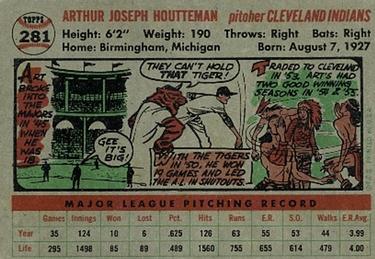 TOPPS
281
ARTHUR JOSEPH HOUTTEMAN pitcher CLEVELAND INDIANS
Height: 6'2" Weight: 190 Throws: Right Bats: Right
Home: Birmingham, Michigan Born: August 7, 1927
ART
BROKE
INTO
THE
MAJORS
IN '45
WHEN
HE WAS
18.
GEE
IT'S
BIG!
THEY CAN'T HOLD
THAT TIGER!
WITH THE TIGERS
IN '50, HE WON
19 GAMES AND LED
THE A.L. IN SHUTOUTS.
TRADED TO CLEVELAND
IN '53, ART'S HAD
TWO GOOD WINNING
SEASONS IN '54 & '55.
MAJOR LEAGUE PITCHING RECORD
Games Innings Won Lost Pct. Hits Runs E.R. S.O. Walks E.R.Avg.
Year 35 124 10 6 .625 126 63 55 53 44 3.99
Life 295 1498 85 89 .489 1560 755 665 614 479 4.00